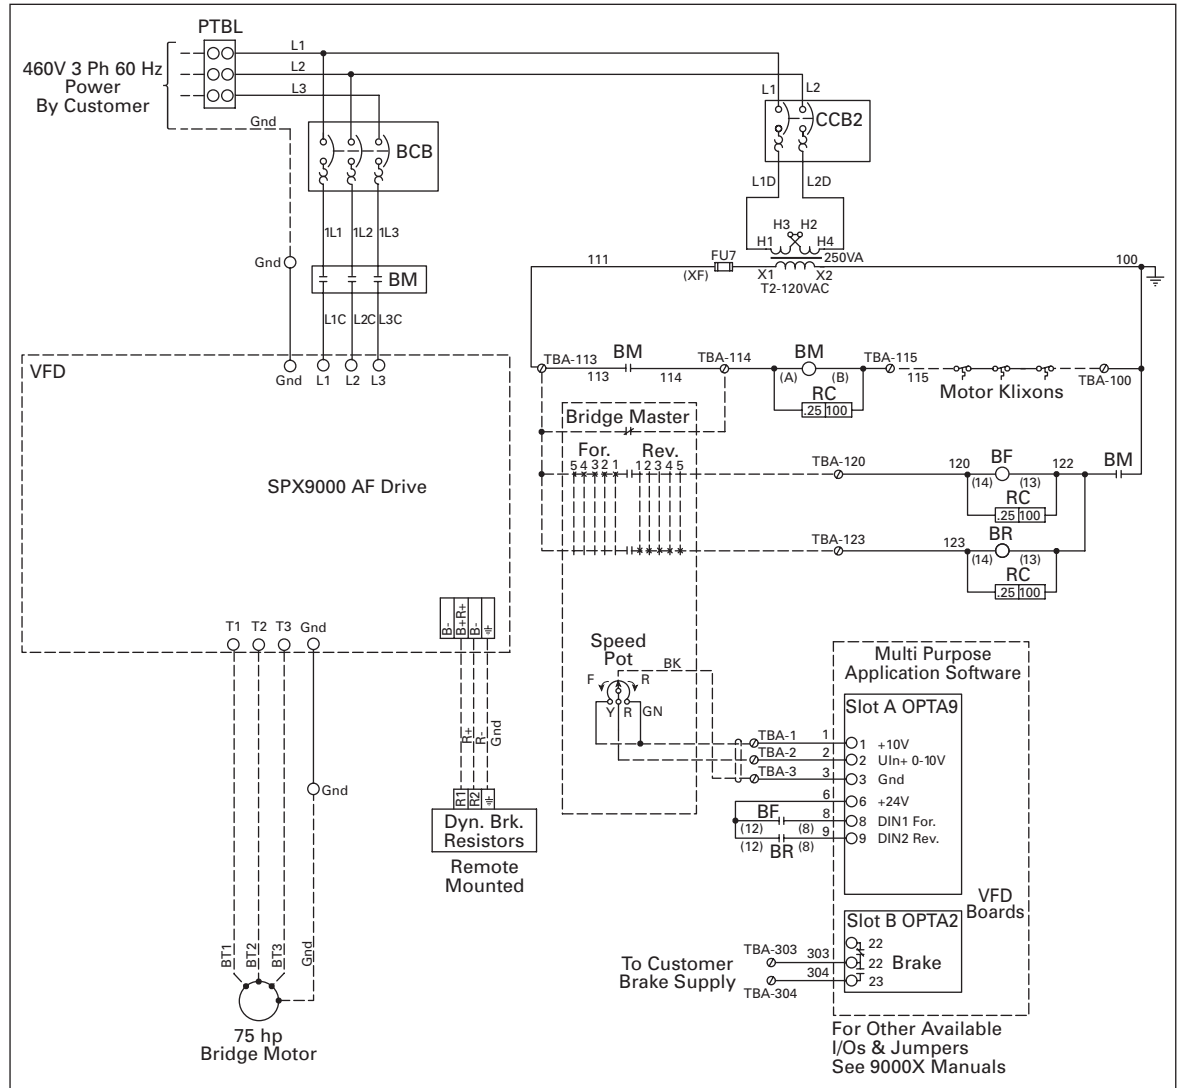 PTBL
460V 3 Ph 60 Hz
Power
By Customer
L1
L2
L3
Gnd
L1
L2
CCB2
BCB
L1D
L2D
H3 H2
H1
H4
250VA
1L1
1L2
1L3
Gnd
BM
111
FU7
(XF)
X1
X2
T2-120VAC
100
L1C
L2C
L3C
VFD
Gnd
L1
L2
L3
TBA-113
BM
TBA-114
BM
TBA-115
113
114
(A)
(B)
115
TBA-100
RC
.25
100
Motor Klixons
Bridge Master
For.
Rev.
5 4 3 2 1
1 2 3 4 5
TBA-120
120
BF
122
BM
(14)
(13)
RC
.25
100
SPX9000 AF Drive
TBA-123
123
BR
(14)
(13)
RC
.25
100
B-
B+R+
B-
T1
T2
T3
Gnd
Speed
Pot
BK
F
R
Y
R
GN
Multi Purpose
Application Software
Slot A OPTA9
TBA-1
1
1
+10V
TBA-2
2
2
UIn+ 0-10V
TBA-3
3
3
Gnd
6
6
+24V
BF
(12)
(8)
8
8
DIN1 For.
(12)
BR
(8)
9
9
DIN2 Rev.
R+
R-
Gnd
Gnd
R1
R2
Dyn. Brk.
Resistors
Remote
Mounted
VFD
Boards
Slot B OPTA2
22
22
Brake
23
TBA-303
303
304
TBA-304
To Customer
Brake Supply
BT1
BT2
BT3
Gnd
75 hp
Bridge Motor
For Other Available
I/Os & Jumpers
See 9000X Manuals